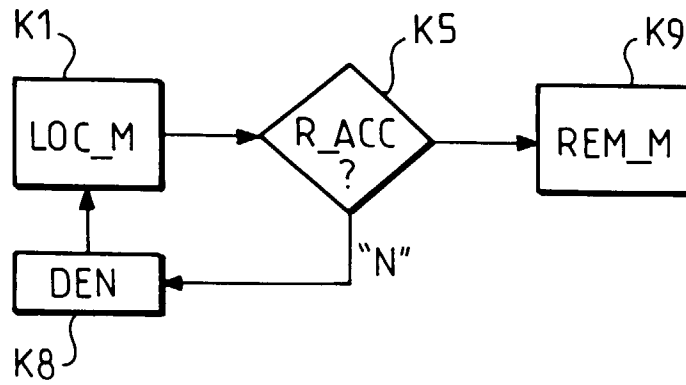 K1
K5
K9
LOC_M
R_ACC
?
REM_M
"N"
DEN
K8